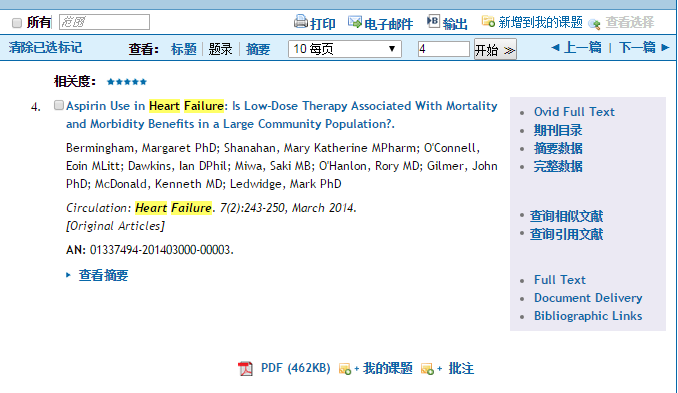 所有 范围 打印 电子邮件 输出 新增到我的课题 查看选择
清除已选标记 查看: 标题 | 题录 | 摘要 10 每页 4 开始 ≫ ◄ 上一篇 | 下一篇 ►
相关度: ★★★★★
4. Aspirin Use in Heart Failure: Is Low-Dose Therapy Associated With Mortality
and Morbidity Benefits in a Large Community Population?.
Bermingham, Margaret PhD; Shanahan, Mary Katherine MPharm; O'Connell,
Eoin MLitt; Dawkins, Ian DPhil; Miwa, Saki MB; O'Hanlon, Rory MD; Gilmer, John
PhD; McDonald, Kenneth MD; Ledwidge, Mark PhD
Circulation: Heart Failure. 7(2):243-250, March 2014.
[Original Articles]
AN: 01337494-201403000-00003.
查看摘要
Ovid Full Text
期刊目录
摘要数据
完整数据
查询相似文献
查询引用文献
Full Text
Document Delivery
Bibliographic Links
PDF (462KB) + 我的课题 + 批注